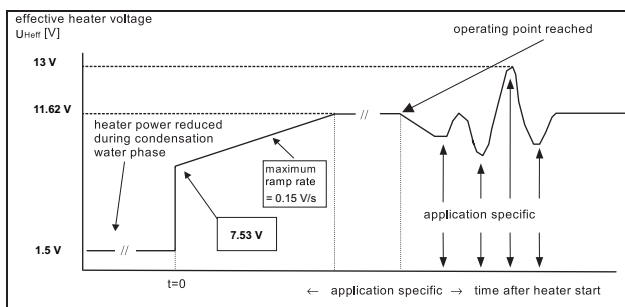 effective heater voltage
UHeff [V]
operating point reached
13 V
11.62 V
heater power reduced
during condensation
water phase
//
maximum
ramp rate
= 0.15 V/s
application specific
7.53 V
1.5 V
//
t=0
← application specific → time after heater start